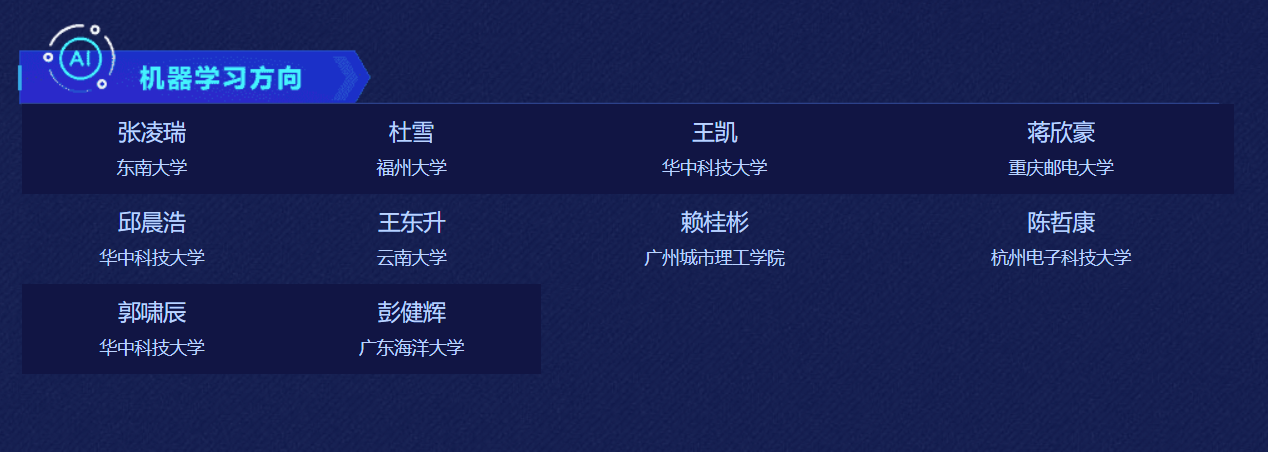 AI
机器学习方向
张凌瑞 杜雪 王凯 蒋欣豪
东南大学 福州大学 华中科技大学 重庆邮电大学
邱晨浩 王东升 赖桂彬 陈哲康
华中科技大学 云南大学 广州城市理工学院 杭州电子科技大学
郭啸辰 彭健辉
华中科技大学 广东海洋大学